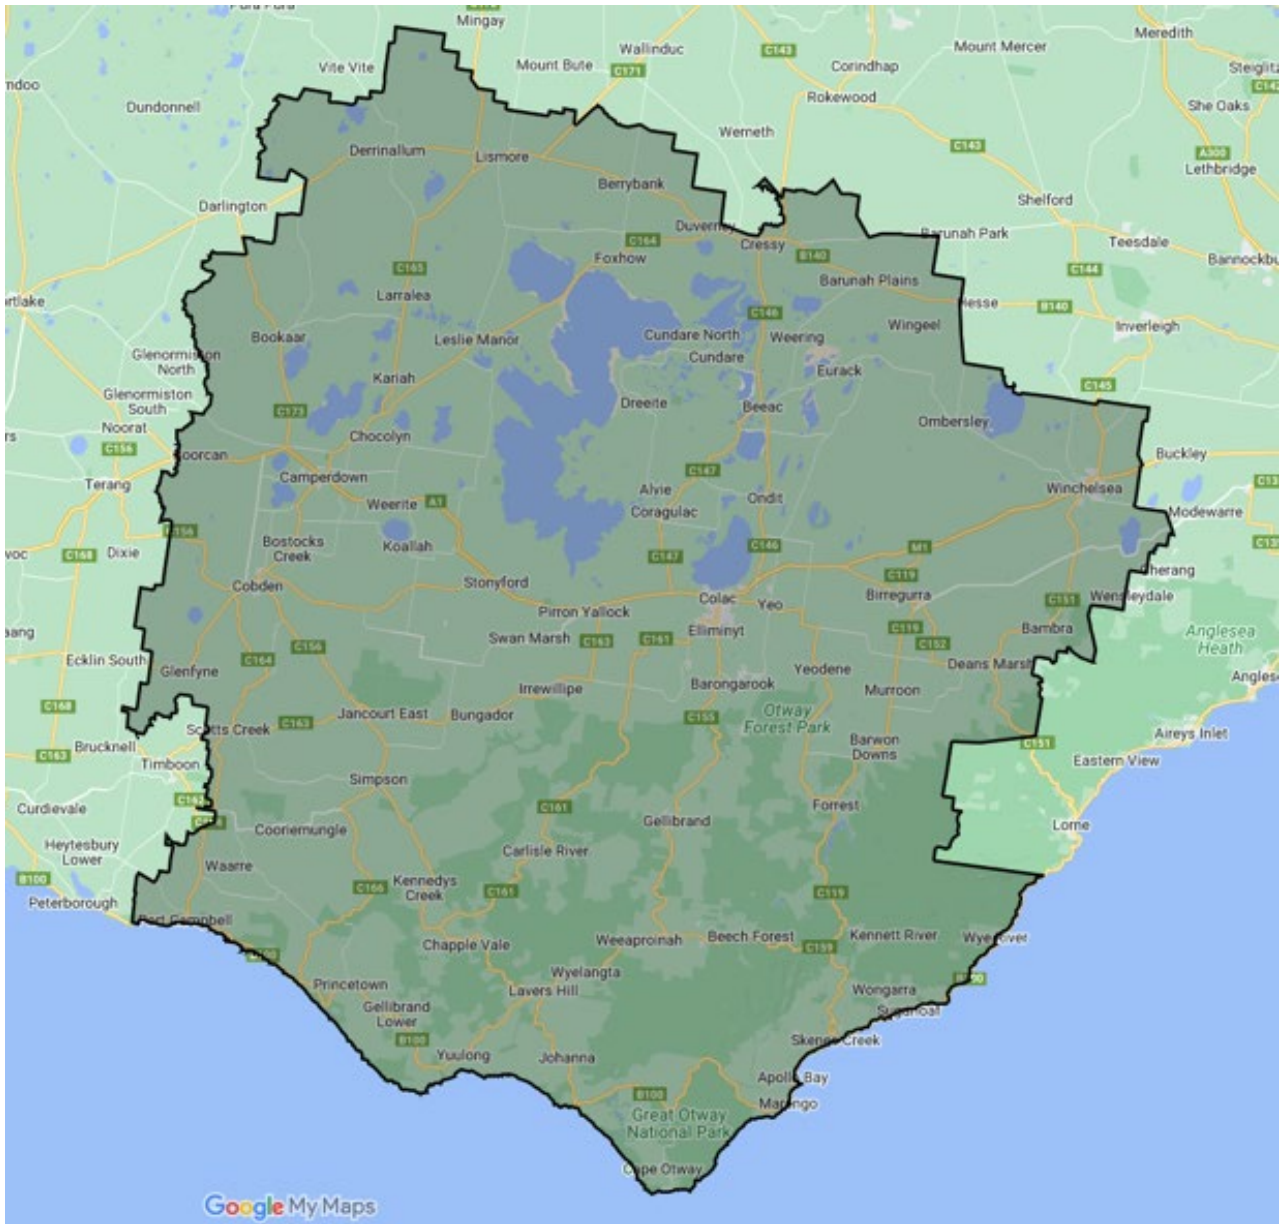 Mingay
Vite Vite
Mount Bute
Wallinduc
C171
C143
Corindhap
Mount Mercer
Meredith
Rokewood
She Oaks
Dundonnell
Werneth
C143
A300
Lethbridge
Derrinallum
Lismore
Berrybank
Shelford
Darlington
Duverney
C164
Cressy
B140
Barunah Park
Teesdale
Foxhow
C165
C144
Larralea
Barunah Plains
B140
Inverleigh
Bookaar
Leslie Manor
Cundare North
C146
Weering
Wingeel
Cundare
Glenormiston
North
Kariah
Eurack
C145
Glenormiston
South
C173
Dreeite
Beeac
Ombersley
Noorat
C156
Chocolyn
Buckley
Terang
Camperdown
C147
Winchelsea
Weerite
A1
Alvie
Ondit
Coragulac
Modewarre
C168
Dixie
Bostocks
Creek
Koallah
C147
C146
M1
Cobden
Stonyford
Colac
Yeo
C119
Birregurra
Wensleydale
C151
Pirron Yallock
Elliminyt
C119
C152
Bambra
Swan Marsh
C163
C161
Anglesea
Heath
Ecklin South
Glenfyne
C164
C156
Yeodene
Deans Marsh
Irrewillipe
Barongarook
Murroon
C168
Jancourt East
Bungador
C163
C155
Otway
Forest Park
Scotts Creek
Barwon
Downs
C151
Aireys Inlet
Brucknell
C163
Timboon
Simpson
Eastern View
Curdievale
Cooriemungle
C161
Gellibrand
Forrest
Lorne
Heytesbury
Lower
Waarre
Carlisle River
B100
Kennedys
Creek
C166
C161
C119
Peterborough
Port Campbell
Chapple Vale
Weeaproinah
Beech Forest
C159
Kennett River
Wye River
Wyelangta
Princetown
Lavers Hill
Wongarra
Gellibrand
Lower
Sugarloaf
B100
Skenes Creek
Yuulong
Johanna
Apollo Bay
B100
Marengo
Great Otway
National Park
Cape Otway
Google My Maps